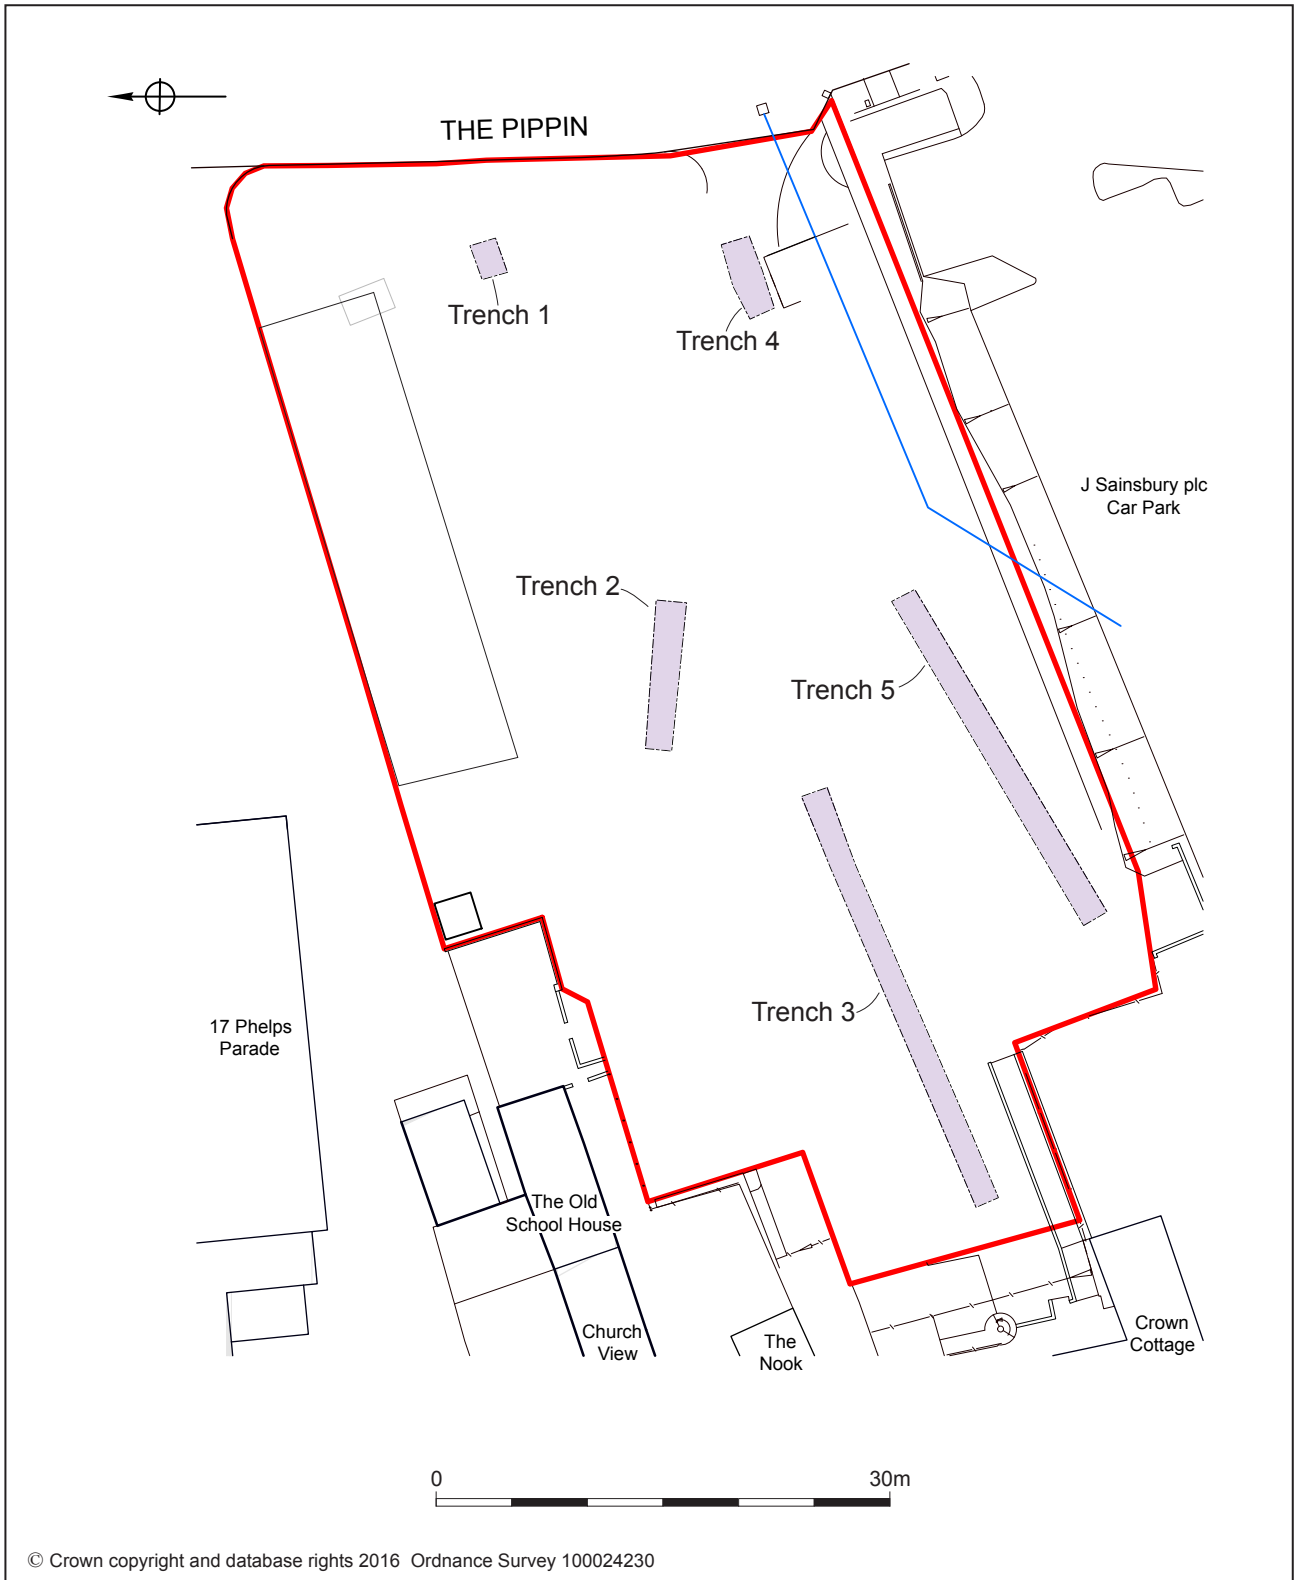 THE PIPPIN
Trench 1
Trench 4
J Sainsbury plc
Car Park
Trench 2
Trench 5
Trench 3
17 Phelps
Parade
The Old
School House
Church
View
The
Nook
Crown
Cottage
0
30m
© Crown copyright and database rights 2016 Ordnance Survey 100024230